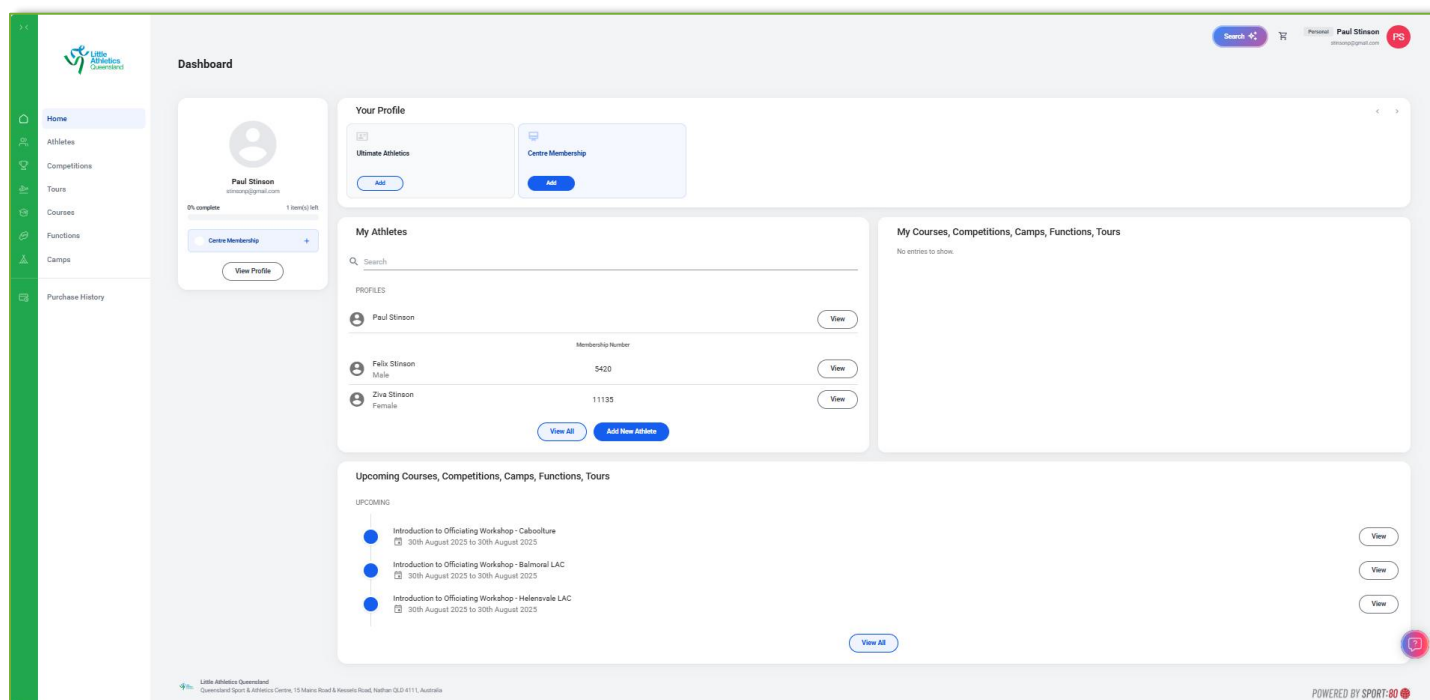 Little
Athletics
Queensland
Home
Athletes
Competitions
Tours
Courses
Functions
Camps
Purchase History
Search
Personal Paul Stinson
stinsonp@gmail.com
PS
Dashboard
Paul Stinson
stinsonp@gmail.com
0% complete 1 item(s) left
Centre Membership +
View Profile
Your Profile
Ultimate Athletics
Add
Centre Membership
Add
My Athletes
Search
PROFILES
Paul Stinson View
Membership Number
Felix Stinson
Male
5420 View
Ziva Stinson
Female
11135 View
View All Add New Athlete
My Courses, Competitions, Camps, Functions, Tours
No entries to show.
Upcoming Courses, Competitions, Camps, Functions, Tours
UPCOMING
Introduction to Officiating Workshop - Caboolture
30th August 2025 to 30th August 2025
View
Introduction to Officiating Workshop - Balmoral LAC
30th August 2025 to 30th August 2025
View
Introduction to Officiating Workshop - Helensvale LAC
30th August 2025 to 30th August 2025
View
View All
Little Athletics Queensland
Queensland Sport & Athletics Centre, 15 Mains Road & Kessels Road, Nathan QLD 4111, Australia
POWERED BY SPORT:80